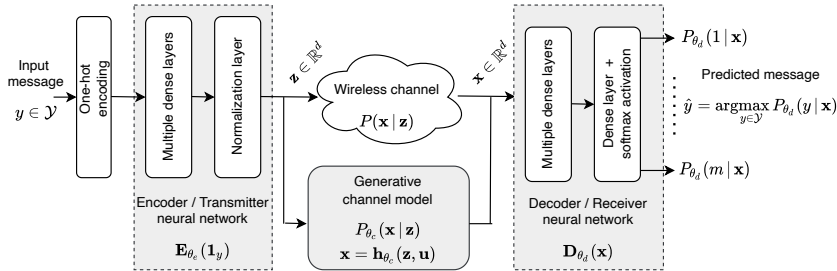 Input
message
y ∈ 𝒴
One-hot
encoding
Multiple dense layers
Normalization layer
Encoder / Transmitter
neural network
E_{θ_e}(1_y)
z ∈ ℝ^d
Wireless channel
P(x | z)
Generative
channel model
P_{θ_c}(x | z)
x = h_{θ_c}(z, u)
x ∈ ℝ^d
Multiple dense layers
Dense layer +
softmax activation
Decoder / Receiver
neural network
D_{θ_d}(x)
P_{θ_d}(1 | x)
Predicted message
ŷ = argmax P_{θ_d}(y | x)
y∈𝒴
P_{θ_d}(m | x)